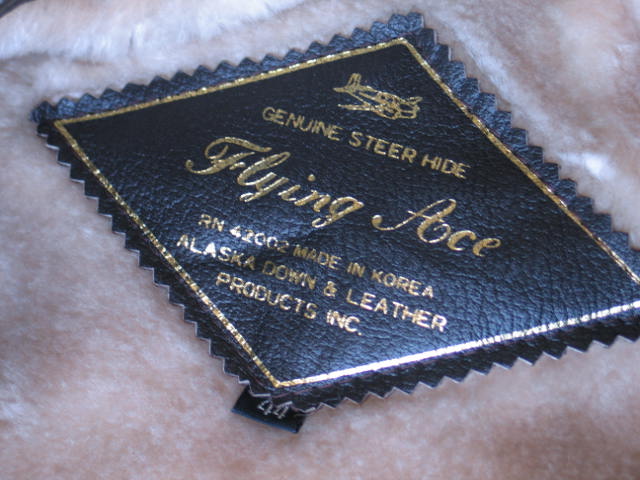 GENUINE STEER HIDE
Flying Ace
RN 42002 MADE IN KOREA
ALASKA DOWN & LEATHER
PRODUCTS INC.
44